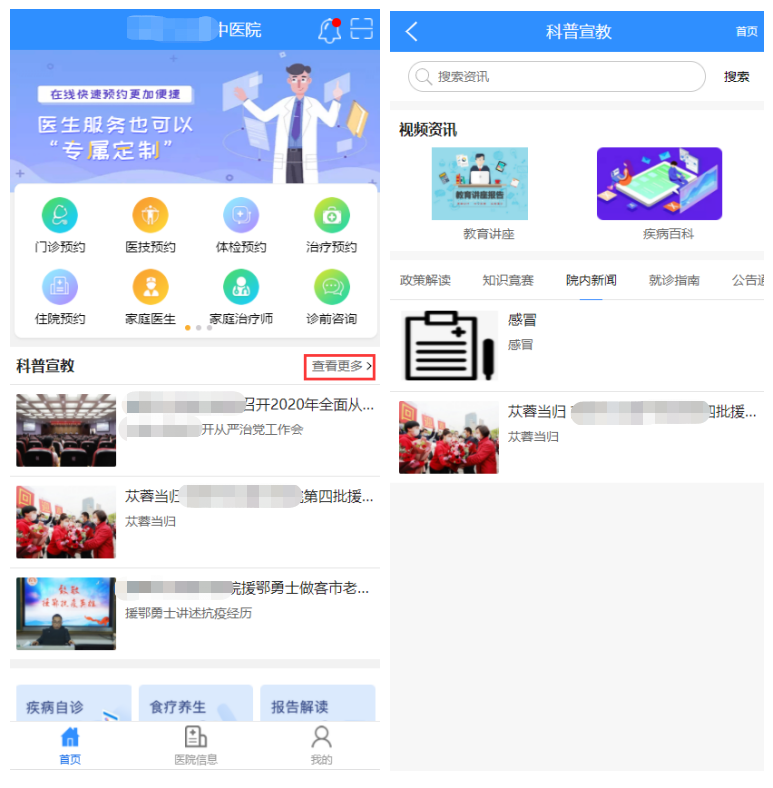 中医院
在线快速预约更加便捷
医生服务也可以
“专属定制”
门诊预约 医技预约 体检预约 治疗预约
住院预约 家庭医生 家庭治疗师 诊前咨询
科普宣教 查看更多
召开2020年全面从...
开从严治党工作会
苁蓉当归 第四批援...
苁蓉当归
院援鄂勇士做客市老...
援鄂勇士讲述抗疫经历
疾病自诊 食疗养生 报告解读
首页 医院信息 我的
科普宣教 首页
搜索资讯 搜索
视频资讯
教育讲座报告
教育讲座 疾病百科
政策解读 知识竟赛 院内新闻 就诊指南 公告通
感冒
感冒
苁蓉当归 四批援...
苁蓉当归